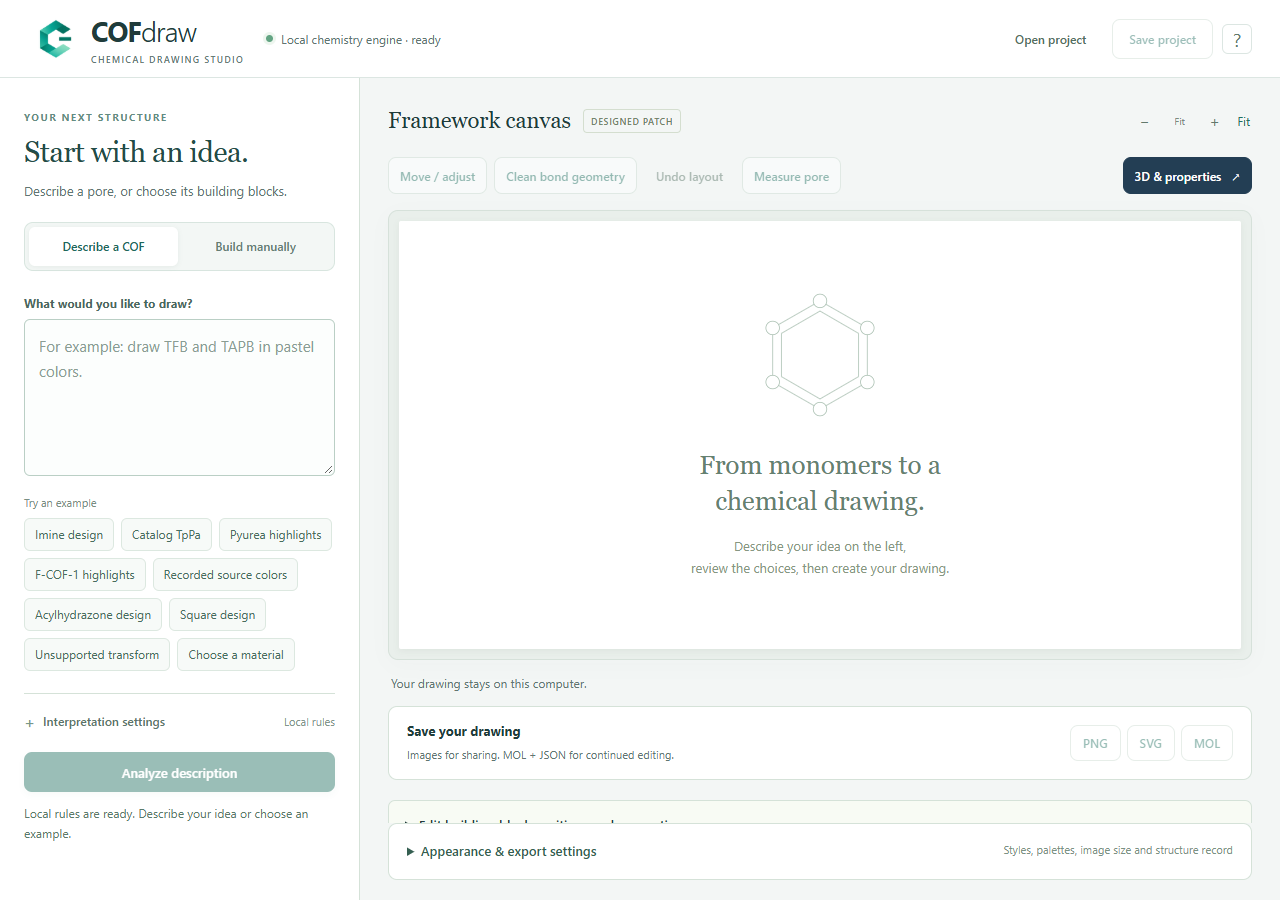 COFdraw
CHEMICAL DRAWING STUDIO
Local chemistry engine · ready
Open project
Save project
?
YOUR NEXT STRUCTURE
Start with an idea.
Describe a pore, or choose its building blocks.
Describe a COF
Build manually
What would you like to draw?
For example: draw TFB and TAPB in pastel
colors.
Try an example
Imine design
Catalog TpPa
Pyurea highlights
F-COF-1 highlights
Recorded source colors
Acylhydrazone design
Square design
Unsupported transform
Choose a material
+ Interpretation settings
Local rules
Analyze description
Local rules are ready. Describe your idea or choose an
example.
Framework canvas
DESIGNED PATCH
− Fit + Fit
Move / adjust
Clean bond geometry
Undo layout
Measure pore
3D & properties ↗
From monomers to a
chemical drawing.
Describe your idea on the left,
review the choices, then create your drawing.
Your drawing stays on this computer.
Save your drawing
Images for sharing. MOL + JSON for continued editing.
PNG
SVG
MOL
▶ Appearance & export settings
Styles, palettes, image size and structure record